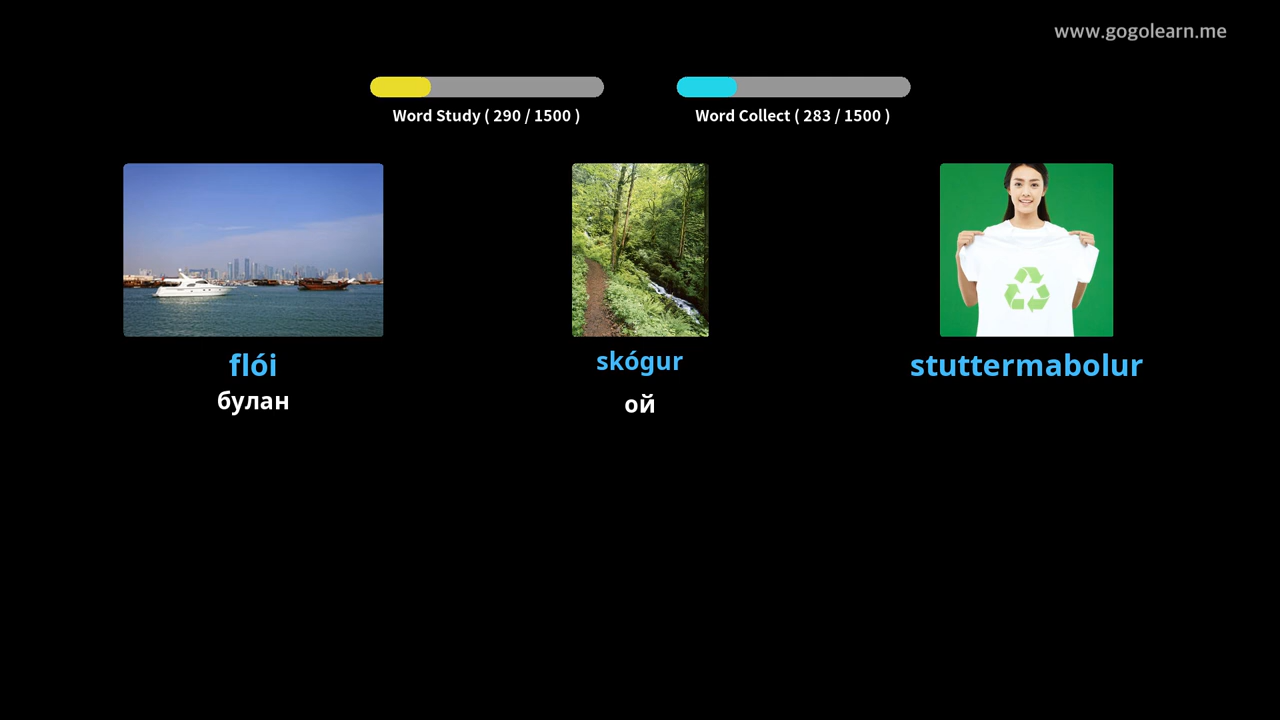 www.gogolearn.me
Word Study ( 290 / 1500 )
Word Collect ( 283 / 1500 )
flói
булан
skógur
ой
stuttermabolur